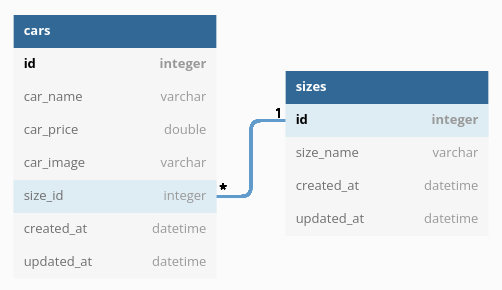 cars
id integer
car_name varchar
car_price double
car_image varchar
size_id integer
created_at datetime
updated_at datetime
* 1
sizes
id integer
size_name varchar
created_at datetime
updated_at datetime